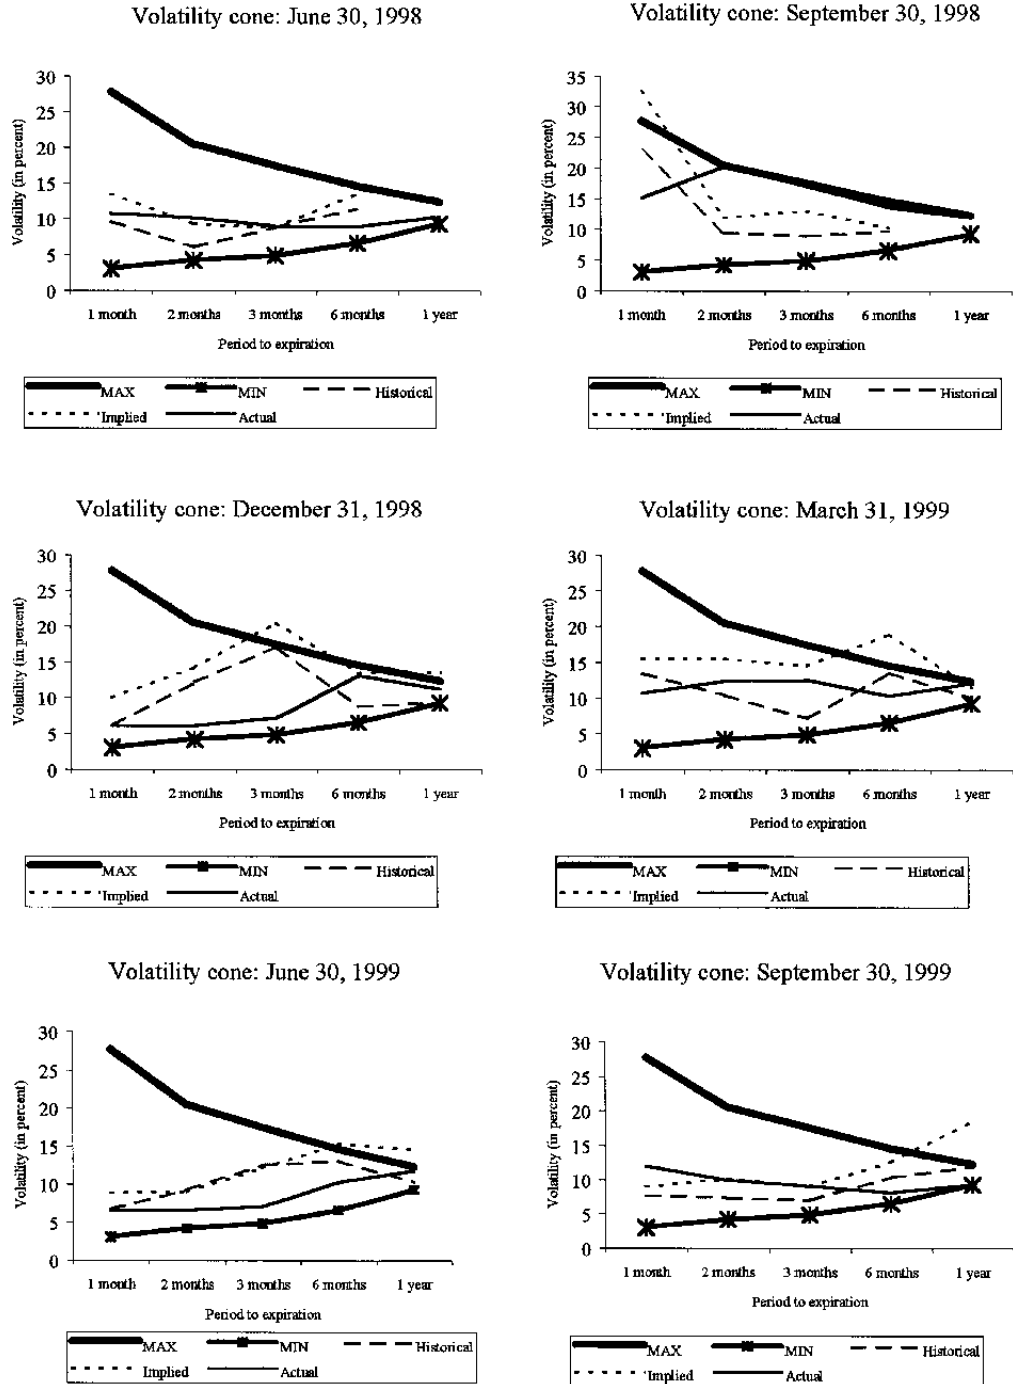 Volatility cone: June 30, 1998
Volatility (in percent)
30
25
20
15
10
5
0
1 month 2 months 3 months 6 months 1 year
Period to expiration
MAX MIN Historical
Implied Actual
Volatility cone: September 30, 1998
Volatility (in percent)
35
30
25
20
15
10
5
0
1 month 2 months 3 months 6 months 1 year
Period to expiration
MAX MIN Historical
Implied Actual
Volatility cone: December 31, 1998
Volatility (in percent)
30
25
20
15
10
5
0
1 month 2 months 3 months 6 months 1 year
Period to expiration
MAX MIN Historical
Implied Actual
Volatility cone: March 31, 1999
Volatility (in percent)
30
25
20
15
10
5
0
1 month 2 months 3 months 6 months 1 year
Period to expiration
MAX MIN Historical
Implied Actual
Volatility cone: June 30, 1999
Volatility (in percent)
30
25
20
15
10
5
0
1 month 2 months 3 months 6 months 1 year
Period to expiration
MAX MIN Historical
Implied Actual
Volatility cone: September 30, 1999
Volatility (in percent)
30
25
20
15
10
5
0
1 month 2 months 3 months 6 months 1 year
Period to expiration
MAX MIN Historical
Implied Actual